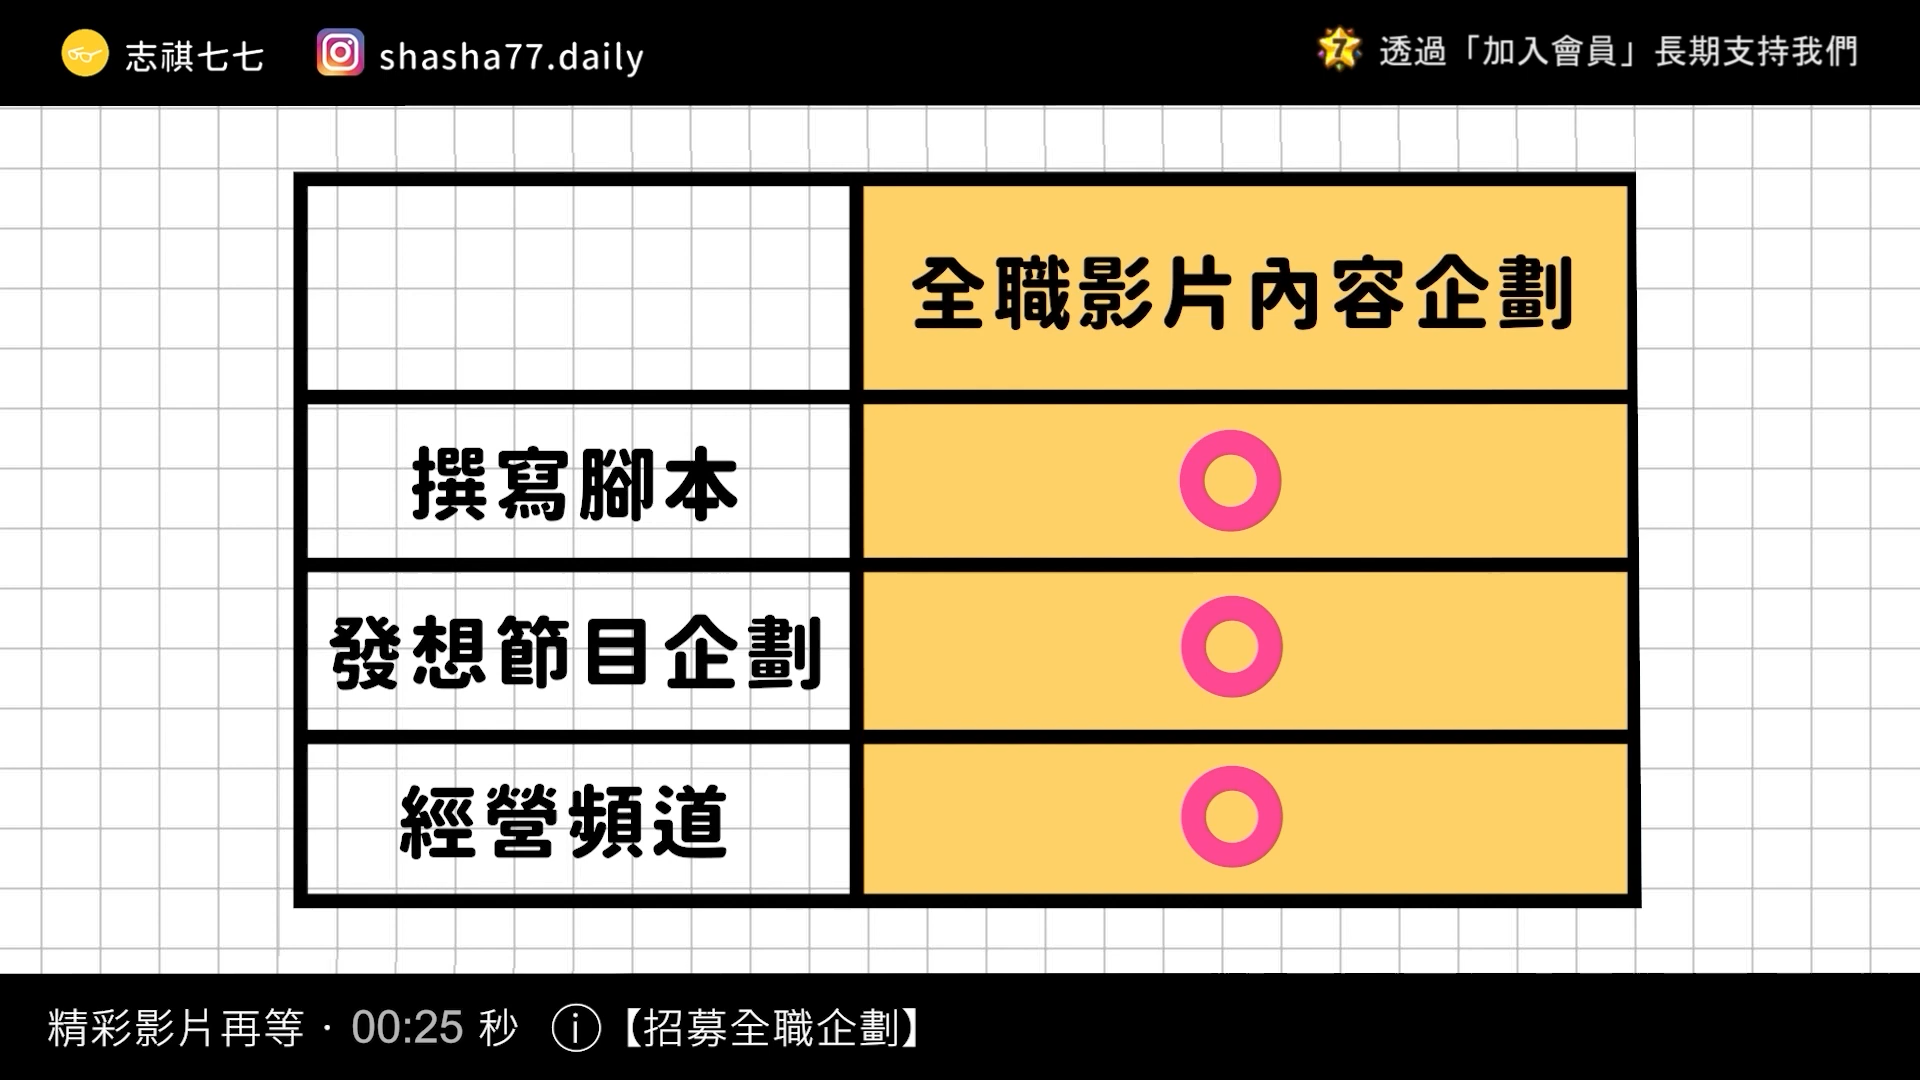 志祺七七
shasha77.daily
7 透過「加入會員」長期支持我們
全職影片內容企劃
撰寫腳本
發想節目企劃
經營頻道
精彩影片再等 · 00:25 秒 ⓘ【招募全職企劃】